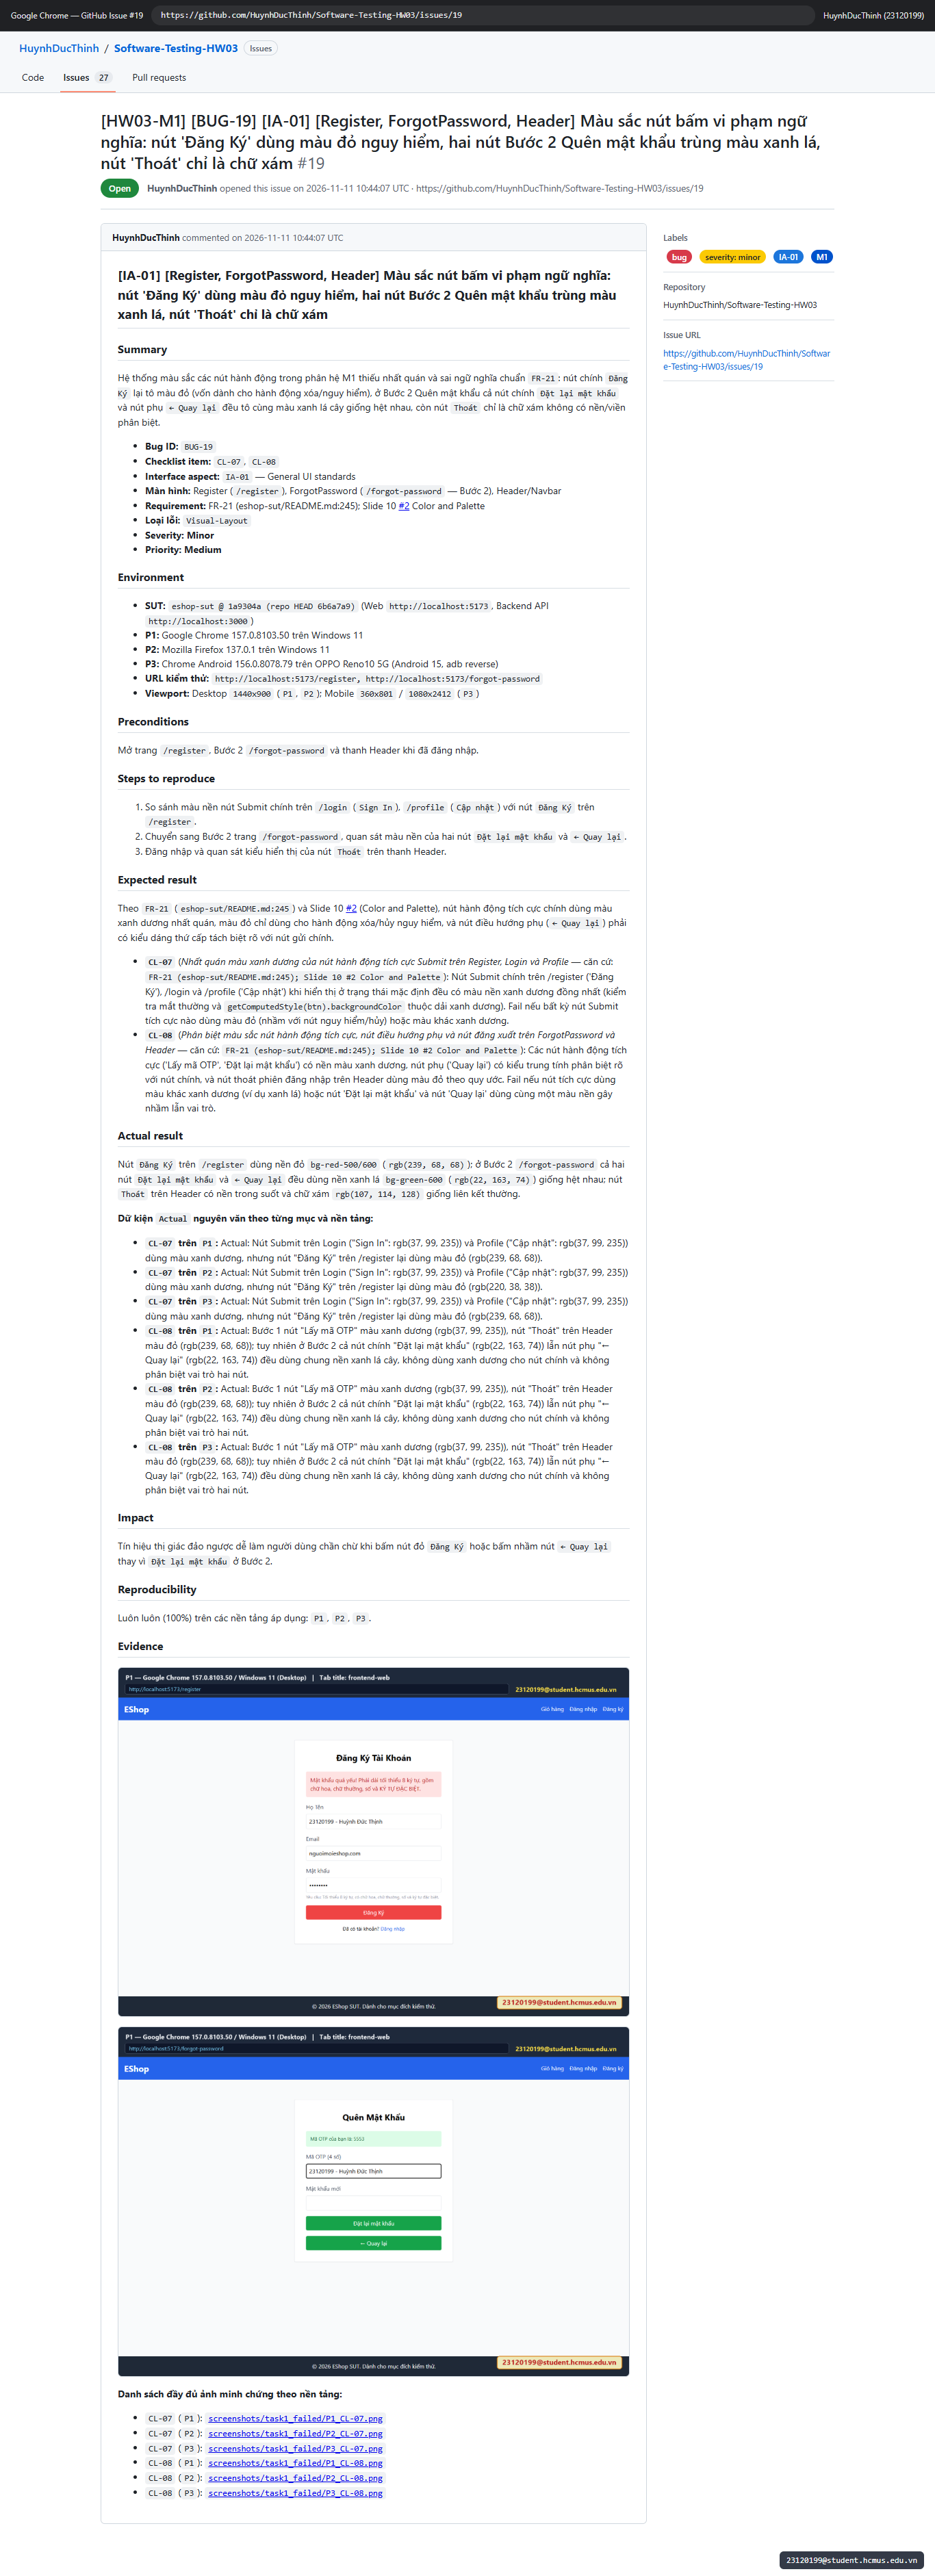 Google Chrome — GitHub Issue #19
https://github.com/HuynhDucThinh/Software-Testing-HW03/issues/19
HuynhDucThinh (23120199)
HuynhDucThinh / Software-Testing-HW03 Issues
Code Issues 27 Pull requests
[HW03-M1] [BUG-19] [IA-01] [Register, ForgotPassword, Header] Màu sắc nút bấm vi phạm ngữ
nghĩa: nút 'Đăng Ký' dùng màu đỏ nguy hiểm, hai nút Bước 2 Quên mật khẩu trùng màu xanh lá,
nút 'Thoát' chỉ là chữ xám #19
Open HuynhDucThinh opened this issue on 2026-11-11 10:44:07 UTC · https://github.com/HuynhDucThinh/Software-Testing-HW03/issues/19
HuynhDucThinh commented on 2026-11-11 10:44:07 UTC
[IA-01] [Register, ForgotPassword, Header] Màu sắc nút bấm vi phạm ngữ nghĩa:
nút 'Đăng Ký' dùng màu đỏ nguy hiểm, hai nút Bước 2 Quên mật khẩu trùng màu
xanh lá, nút 'Thoát' chỉ là chữ xám
Summary
Hệ thống màu sắc các nút hành động trong phân hệ M1 thiếu nhất quán và sai ngữ nghĩa chuẩn FR-21: nút chính Đăng
Ký lại tô màu đỏ (vốn dành cho hành động xóa/nguy hiểm), ở Bước 2 Quên mật khẩu cả nút chính Đặt lại mật khẩu
và nút phụ ← Quay lại đều tô cùng màu xanh lá cây giống hệt nhau, còn nút Thoát chỉ là chữ xám không có nền/viền
phân biệt.
• Bug ID: BUG-19
• Checklist item: CL-07, CL-08
• Interface aspect: IA-01 — General UI standards
• Màn hình: Register (/register), ForgotPassword (/forgot-password — Bước 2), Header/Navbar
• Requirement: FR-21 (eshop-sut/README.md:245); Slide 10 #2 Color and Palette
• Loại lỗi: Visual-Layout
• Severity: Minor
• Priority: Medium
Environment
• SUT: eshop-sut @ 1a9304a (repo HEAD 6b6a7a9) (Web http://localhost:5173, Backend API
http://localhost:3000)
• P1: Google Chrome 157.0.8103.50 trên Windows 11
• P2: Mozilla Firefox 137.0.1 trên Windows 11
• P3: Chrome Android 156.0.8078.79 trên OPPO Reno10 5G (Android 15, adb reverse)
• URL kiểm thử: http://localhost:5173/register, http://localhost:5173/forgot-password
• Viewport: Desktop 1440x900 (P1, P2); Mobile 360x801 / 1080x2412 (P3)
Preconditions
Mở trang /register, Bước 2 /forgot-password và thanh Header khi đã đăng nhập.
Steps to reproduce
1. So sánh màu nền nút Submit chính trên /login (Sign In), /profile (Cập nhật) với nút Đăng Ký trên
/register.
2. Chuyển sang Bước 2 trang /forgot-password, quan sát màu nền của hai nút Đặt lại mật khẩu và ← Quay lại.
3. Đăng nhập và quan sát kiểu hiển thị của nút Thoát trên thanh Header.
Expected result
Theo FR-21 (eshop-sut/README.md:245) và Slide 10 #2 (Color and Palette), nút hành động tích cực chính dùng màu
xanh dương nhất quán, màu đỏ chỉ dùng cho hành động xóa/hủy nguy hiểm, và nút điều hướng phụ (← Quay lại) phải
có kiểu dáng thứ cấp tách biệt rõ với nút gửi chính.
• CL-07 (Nhất quán màu xanh dương của nút hành động tích cực Submit trên Register, Login và Profile — căn cứ:
FR-21 (eshop-sut/README.md:245); Slide 10 #2 Color and Palette): Nút Submit chính trên /register ('Đăng
Ký'), /login và /profile ('Cập nhật') khi hiển thị ở trạng thái mặc định đều có màu nền xanh dương đồng nhất (kiểm
tra mắt thường và getComputedStyle(btn).backgroundColor thuộc dải xanh dương). Fail nếu bất kỳ nút Submit
tích cực nào dùng màu đỏ (nhầm với nút nguy hiểm/hủy) hoặc màu khác xanh dương.
• CL-08 (Phân biệt màu sắc nút hành động tích cực, nút điều hướng phụ và nút đăng xuất trên ForgotPassword và
Header — căn cứ: FR-21 (eshop-sut/README.md:245); Slide 10 #2 Color and Palette): Các nút hành động tích
cực ('Lấy mã OTP', 'Đặt lại mật khẩu') có nền màu xanh dương, nút phụ ('Quay lại') có kiểu trung tính phân biệt rõ
với nút chính, và nút thoát phiên đăng nhập trên Header dùng màu đỏ theo quy ước. Fail nếu nút tích cực dùng
màu khác xanh dương (ví dụ xanh lá) hoặc nút 'Đặt lại mật khẩu' và nút 'Quay lại' dùng cùng một màu nền gây
nhầm lẫn vai trò.
Actual result
Nút Đăng Ký trên /register dùng nền đỏ bg-red-500/600 (rgb(239, 68, 68)); ở Bước 2 /forgot-password cả hai
nút Đặt lại mật khẩu và ← Quay lại đều dùng nền xanh lá bg-green-600 (rgb(22, 163, 74)) giống hệt nhau; nút
Thoát trên Header có nền trong suốt và chữ xám rgb(107, 114, 128) giống liên kết thường.
Dữ kiện Actual nguyên văn theo từng mục và nền tảng:
• CL-07 trên P1: Actual: Nút Submit trên Login ("Sign In": rgb(37, 99, 235)) và Profile ("Cập nhật": rgb(37, 99, 235))
dùng màu xanh dương, nhưng nút "Đăng Ký" trên /register lại dùng màu đỏ (rgb(239, 68, 68)).
• CL-07 trên P2: Actual: Nút Submit trên Login ("Sign In": rgb(37, 99, 235)) và Profile ("Cập nhật": rgb(37, 99, 235))
dùng màu xanh dương, nhưng nút "Đăng Ký" trên /register lại dùng màu đỏ (rgb(220, 38, 38)).
• CL-07 trên P3: Actual: Nút Submit trên Login ("Sign In": rgb(37, 99, 235)) và Profile ("Cập nhật": rgb(37, 99, 235))
dùng màu xanh dương, nhưng nút "Đăng Ký" trên /register lại dùng màu đỏ (rgb(239, 68, 68)).
• CL-08 trên P1: Actual: Bước 1 nút "Lấy mã OTP" màu xanh dương (rgb(37, 99, 235)), nút "Thoát" trên Header
màu đỏ (rgb(239, 68, 68)); tuy nhiên ở Bước 2 cả nút chính "Đặt lại mật khẩu" (rgb(22, 163, 74)) lẫn nút phụ "←
Quay lại" (rgb(22, 163, 74)) đều dùng chung nền xanh lá cây, không dùng xanh dương cho nút chính và không
phân biệt vai trò hai nút.
• CL-08 trên P2: Actual: Bước 1 nút "Lấy mã OTP" màu xanh dương (rgb(37, 99, 235)), nút "Thoát" trên Header
màu đỏ (rgb(239, 68, 68)); tuy nhiên ở Bước 2 cả nút chính "Đặt lại mật khẩu" (rgb(22, 163, 74)) lẫn nút phụ "←
Quay lại" (rgb(22, 163, 74)) đều dùng chung nền xanh lá cây, không dùng xanh dương cho nút chính và không
phân biệt vai trò hai nút.
• CL-08 trên P3: Actual: Bước 1 nút "Lấy mã OTP" màu xanh dương (rgb(37, 99, 235)), nút "Thoát" trên Header
màu đỏ (rgb(239, 68, 68)); tuy nhiên ở Bước 2 cả nút chính "Đặt lại mật khẩu" (rgb(22, 163, 74)) lẫn nút phụ "←
Quay lại" (rgb(22, 163, 74)) đều dùng chung nền xanh lá cây, không dùng xanh dương cho nút chính và không
phân biệt vai trò hai nút.
Impact
Tín hiệu thị giác đảo ngược dễ làm người dùng chần chừ khi bấm nút đỏ Đăng Ký hoặc bấm nhầm nút ← Quay lại
thay vì Đặt lại mật khẩu ở Bước 2.
Reproducibility
Luôn luôn (100%) trên các nền tảng áp dụng: P1, P2, P3.
Evidence
P1 — Google Chrome 157.0.8103.50 / Windows 11 (Desktop) | Tab title: frontend-web
http://localhost:5173/register
23120199@student.hcmus.edu.vn
EShop
Giỏ hàng Đăng nhập Đăng ký
Đăng Ký Tài Khoản
Mật khẩu quá yếu! Phải dài tối thiểu 8 ký tự, gồm
chữ hoa, chữ thường, số và KÝ TỰ ĐẶC BIỆT.
Họ Tên
23120199 - Huỳnh Đức Thịnh
Email
nguoimoieshop.com
Mật khẩu
••••••••
Đăng Ký
Đã có tài khoản? Đăng nhập
© 2026 EShop SUT. Dành cho mục đích kiểm thử.
23120199@student.hcmus.edu.vn
P1 — Google Chrome 157.0.8103.50 / Windows 11 (Desktop) | Tab title: frontend-web
http://localhost:5173/forgot-password
23120199@student.hcmus.edu.vn
EShop
Giỏ hàng Đăng nhập Đăng ký
Quên Mật Khẩu
Mã OTP của bạn là: 5553
Mã OTP (4 số)
23120199 - Huỳnh Đức Thịnh
Mật khẩu mới
Đặt lại mật khẩu
← Quay lại
© 2026 EShop SUT. Dành cho mục đích kiểm thử.
23120199@student.hcmus.edu.vn
Danh sách đầy đủ ảnh minh chứng theo nền tảng:
• CL-07 (P1): screenshots/task1_failed/P1_CL-07.png
• CL-07 (P2): screenshots/task1_failed/P2_CL-07.png
• CL-07 (P3): screenshots/task1_failed/P3_CL-07.png
• CL-08 (P1): screenshots/task1_failed/P1_CL-08.png
• CL-08 (P2): screenshots/task1_failed/P2_CL-08.png
• CL-08 (P3): screenshots/task1_failed/P3_CL-08.png
Labels
bug severity: minor IA-01 M1
Repository
HuynhDucThinh/Software-Testing-HW03
Issue URL
https://github.com/HuynhDucThinh/Softwar
e-Testing-HW03/issues/19
23120199@student.hcmus.edu.vn